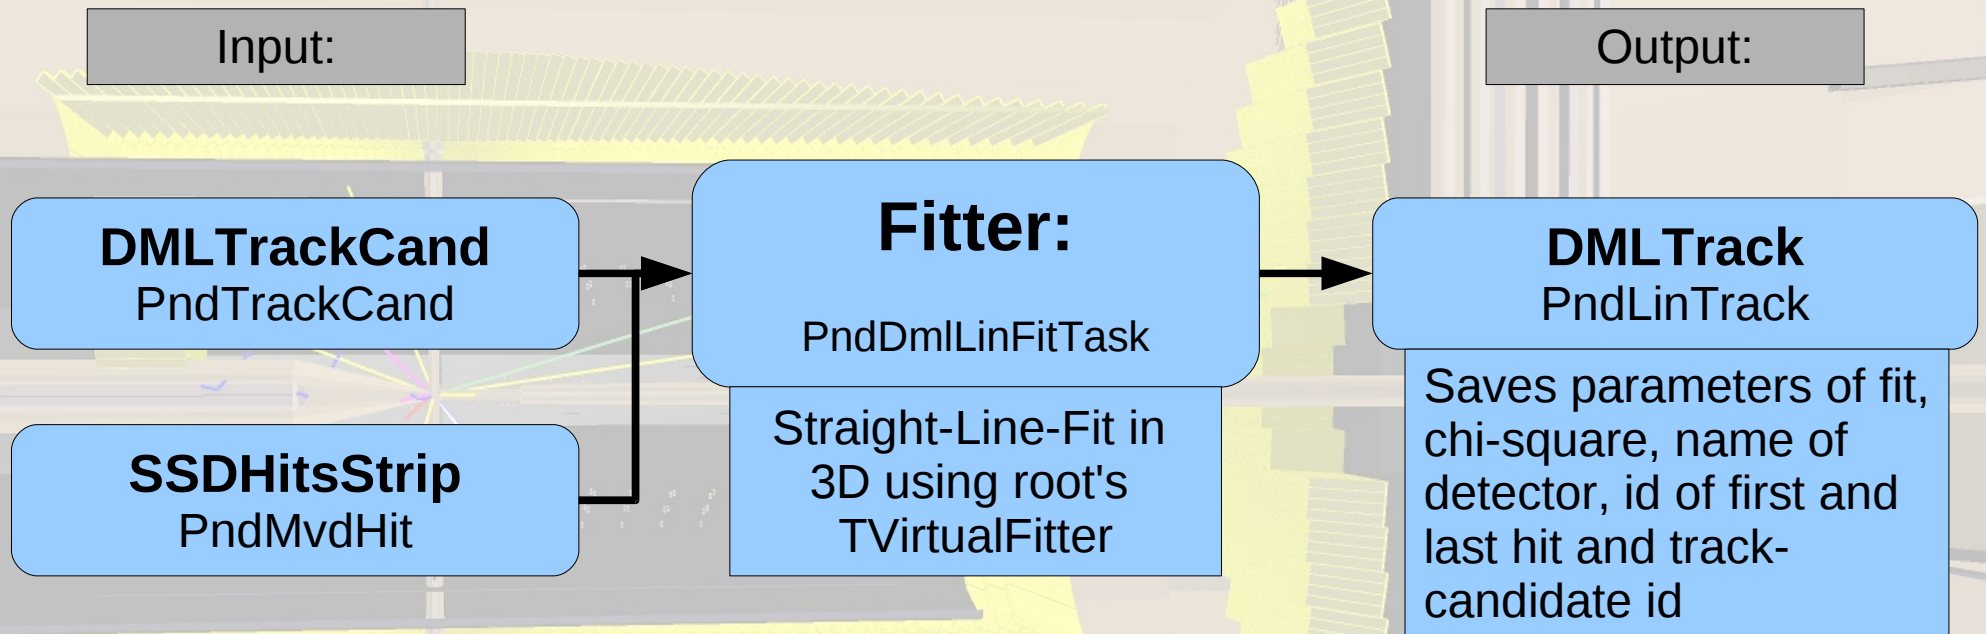 Input:
Output:
DMLTrackCand
PndTrackCand
SSDHitsStrip
PndMvdHit
Fitter:
PndDmlLinFitTask
Straight-Line-Fit in
3D using root's
TVirtualFitter
DMLTrack
PndLinTrack
Saves parameters of fit,
chi-square, name of
detector, id of first and
last hit and track-
candidate id